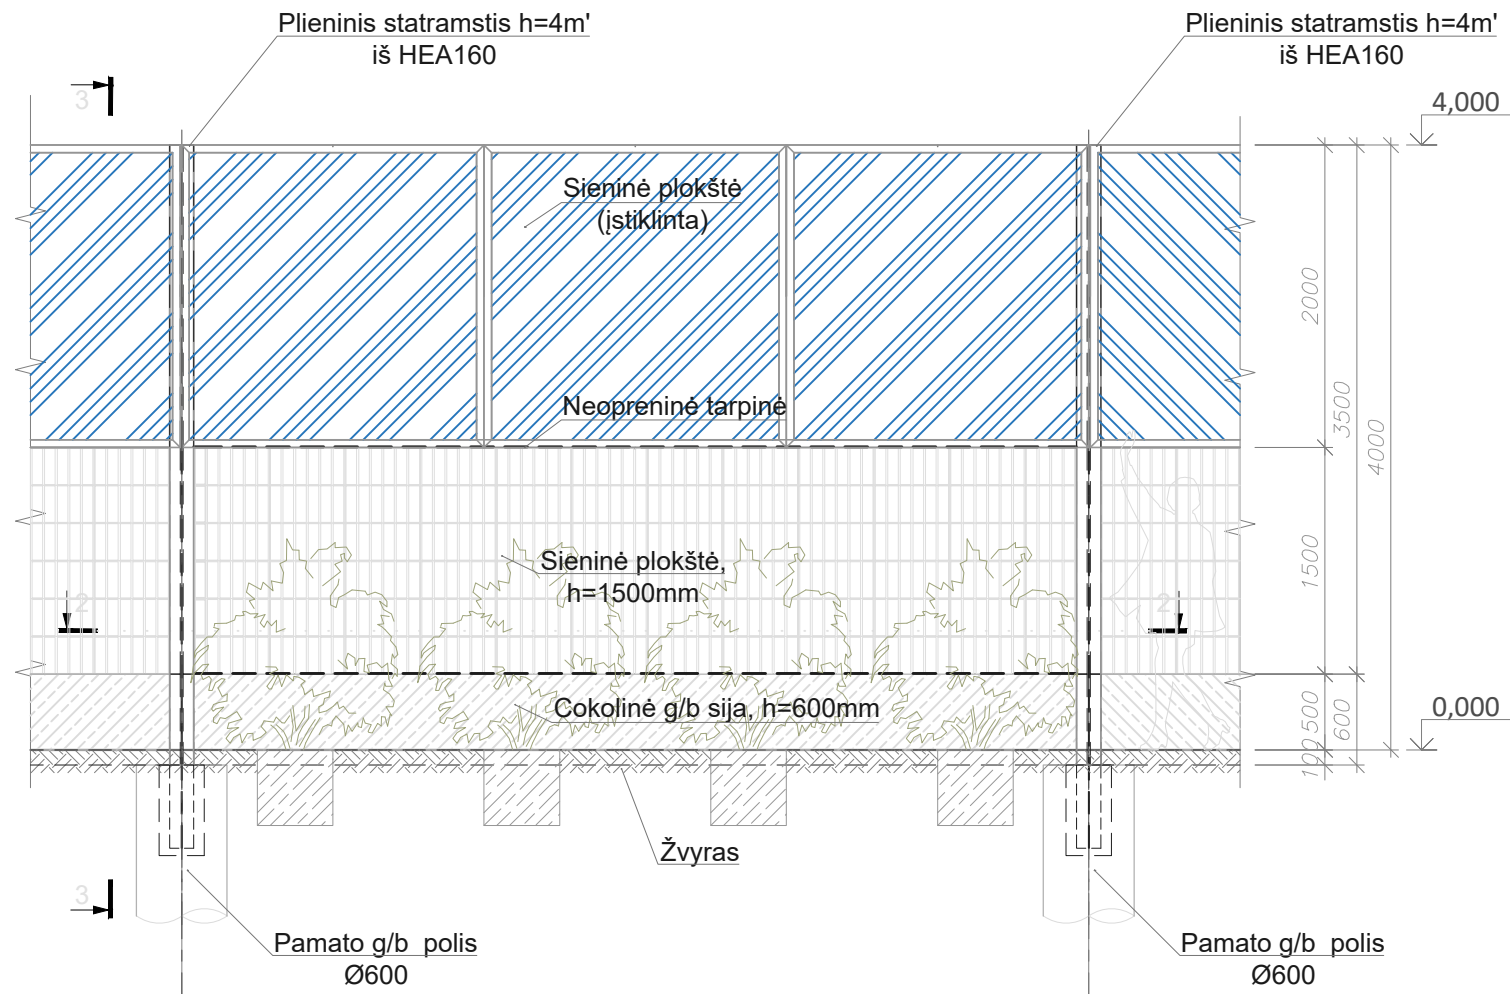 Plieninis statramstis h=4m'
iš HEA160
Plieninis statramstis h=4m'
iš HEA160
3
4,000
Sieninė plokštė
(įstiklinta)
2000
Neopreninė tarpinė
3500
4000
Sieninė plokštė,
h=1500mm
1500
2
2
Cokolinė g/b sija, h=600mm
0,000
500
600
100
Žvyras
3
Pamato g/b polis
Ø600
Pamato g/b polis
Ø600